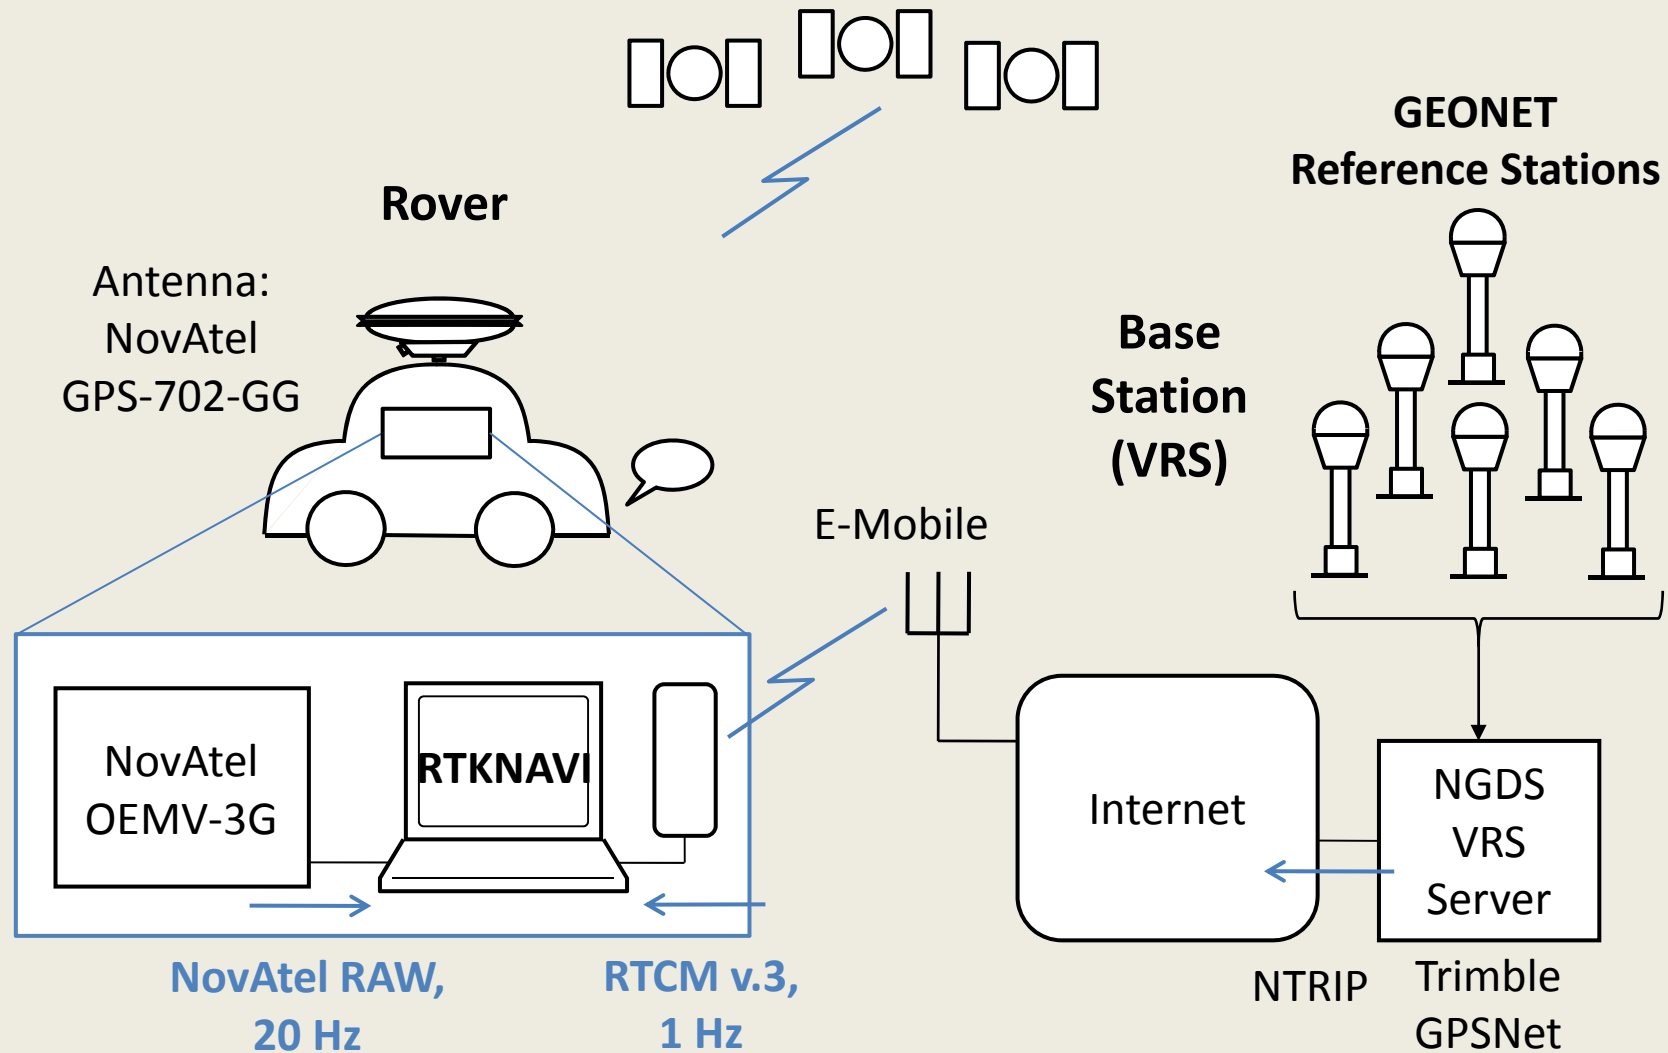 GEONET
Reference Stations
Rover
Antenna:
NovAtel
GPS-702-GG
Base
Station
(VRS)
E-Mobile
NovAtel
OEMV-3G
RTKNAVI
Internet
NGDS
VRS
Server
NovAtel RAW,
20 Hz
RTCM v.3,
1 Hz
NTRIP
Trimble
GPSNet